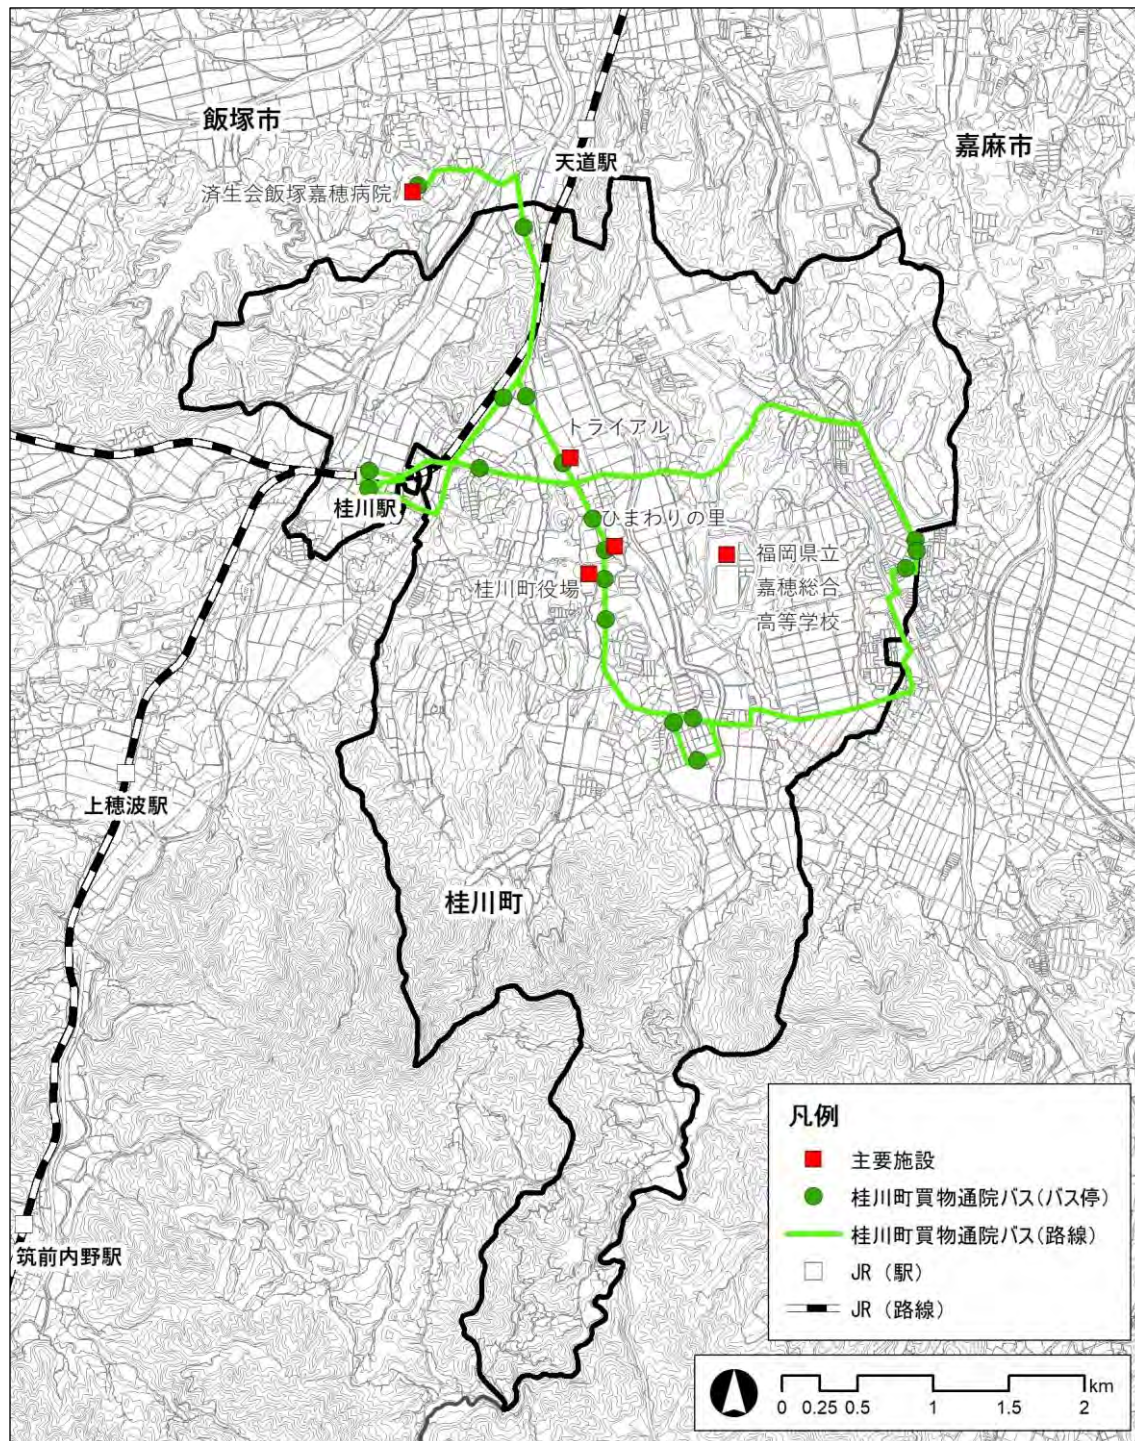 飯塚市
嘉麻市
天道駅
済生会飯塚嘉穂病院
トライアル
桂川駅
ひまわりの里
桂川町役場
福岡県立
嘉穂総合
高等学校
上穂波駅
桂川町
筑前内野駅
凡例
主要施設
桂川町買物通院バス(バス停)
桂川町買物通院バス(路線)
JR（駅）
JR（路線）
km
0 0.25 0.5 1 1.5 2